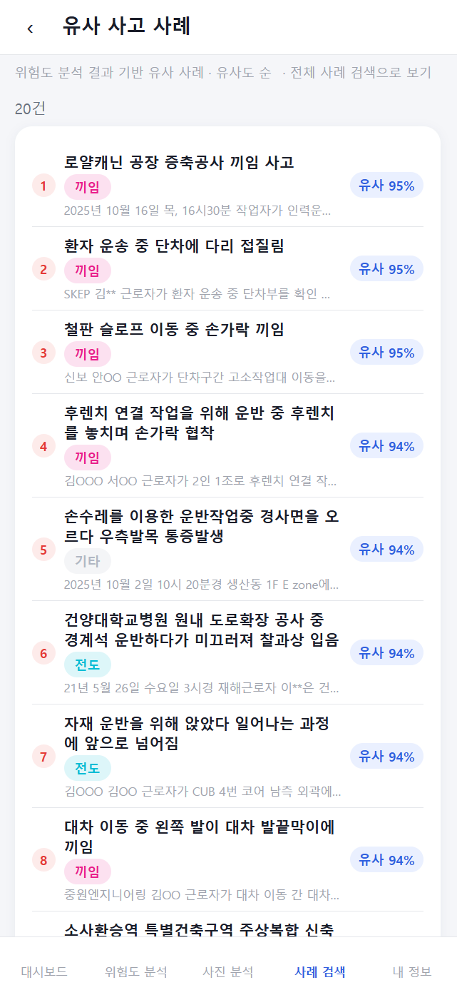 ‹ 유사 사고 사례
위험도 분석 결과 기반 유사 사례 · 유사도 순 · 전체 사례 검색으로 보기
20건
로얄캐닌 공장 증축공사 끼임 사고
1 끼임 유사 95%
2025년 10월 16일 목, 16시30분 작업자가 인력운...
환자 운송 중 단차에 다리 접질림
2 끼임 유사 95%
SKEP 김** 근로자가 환자 운송 중 단차부를 확인 ...
철판 슬로프 이동 중 손가락 끼임
3 끼임 유사 95%
신보 안OO 근로자가 단차구간 고소작업대 이동을...
후렌치 연결 작업을 위해 운반 중 후렌치
를 놓치며 손가락 협착
4 끼임 유사 94%
김OOO 서OO 근로자가 2인 1조로 후렌치 연결 작...
손수레를 이용한 운반작업중 경사면을 오
르다 우측발목 통증발생
5 기타 유사 94%
2025년 10월 2일 10시 20분경 생산동 1F E zone에...
건양대학교병원 원내 도로확장 공사 중
경계석 운반하다가 미끄러져 찰과상 입음
6 전도 유사 94%
21년 5월 26일 수요일 3시경 재해근로자 이**은 건...
자재 운반을 위해 앉았다 일어나는 과정
에 앞으로 넘어짐
7 전도 유사 94%
김OOO 김OO 근로자가 CUB 4번 코어 남측 외곽에...
대차 이동 중 왼쪽 발이 대차 발끝막이에
끼임
8 끼임 유사 94%
중원엔지니어링 김OO 근로자가 대차 이동 간 대차...
소사환승역 특별건축구역 주상복합 신축
대시보드 위험도 분석 사진 분석 사례 검색 내 정보